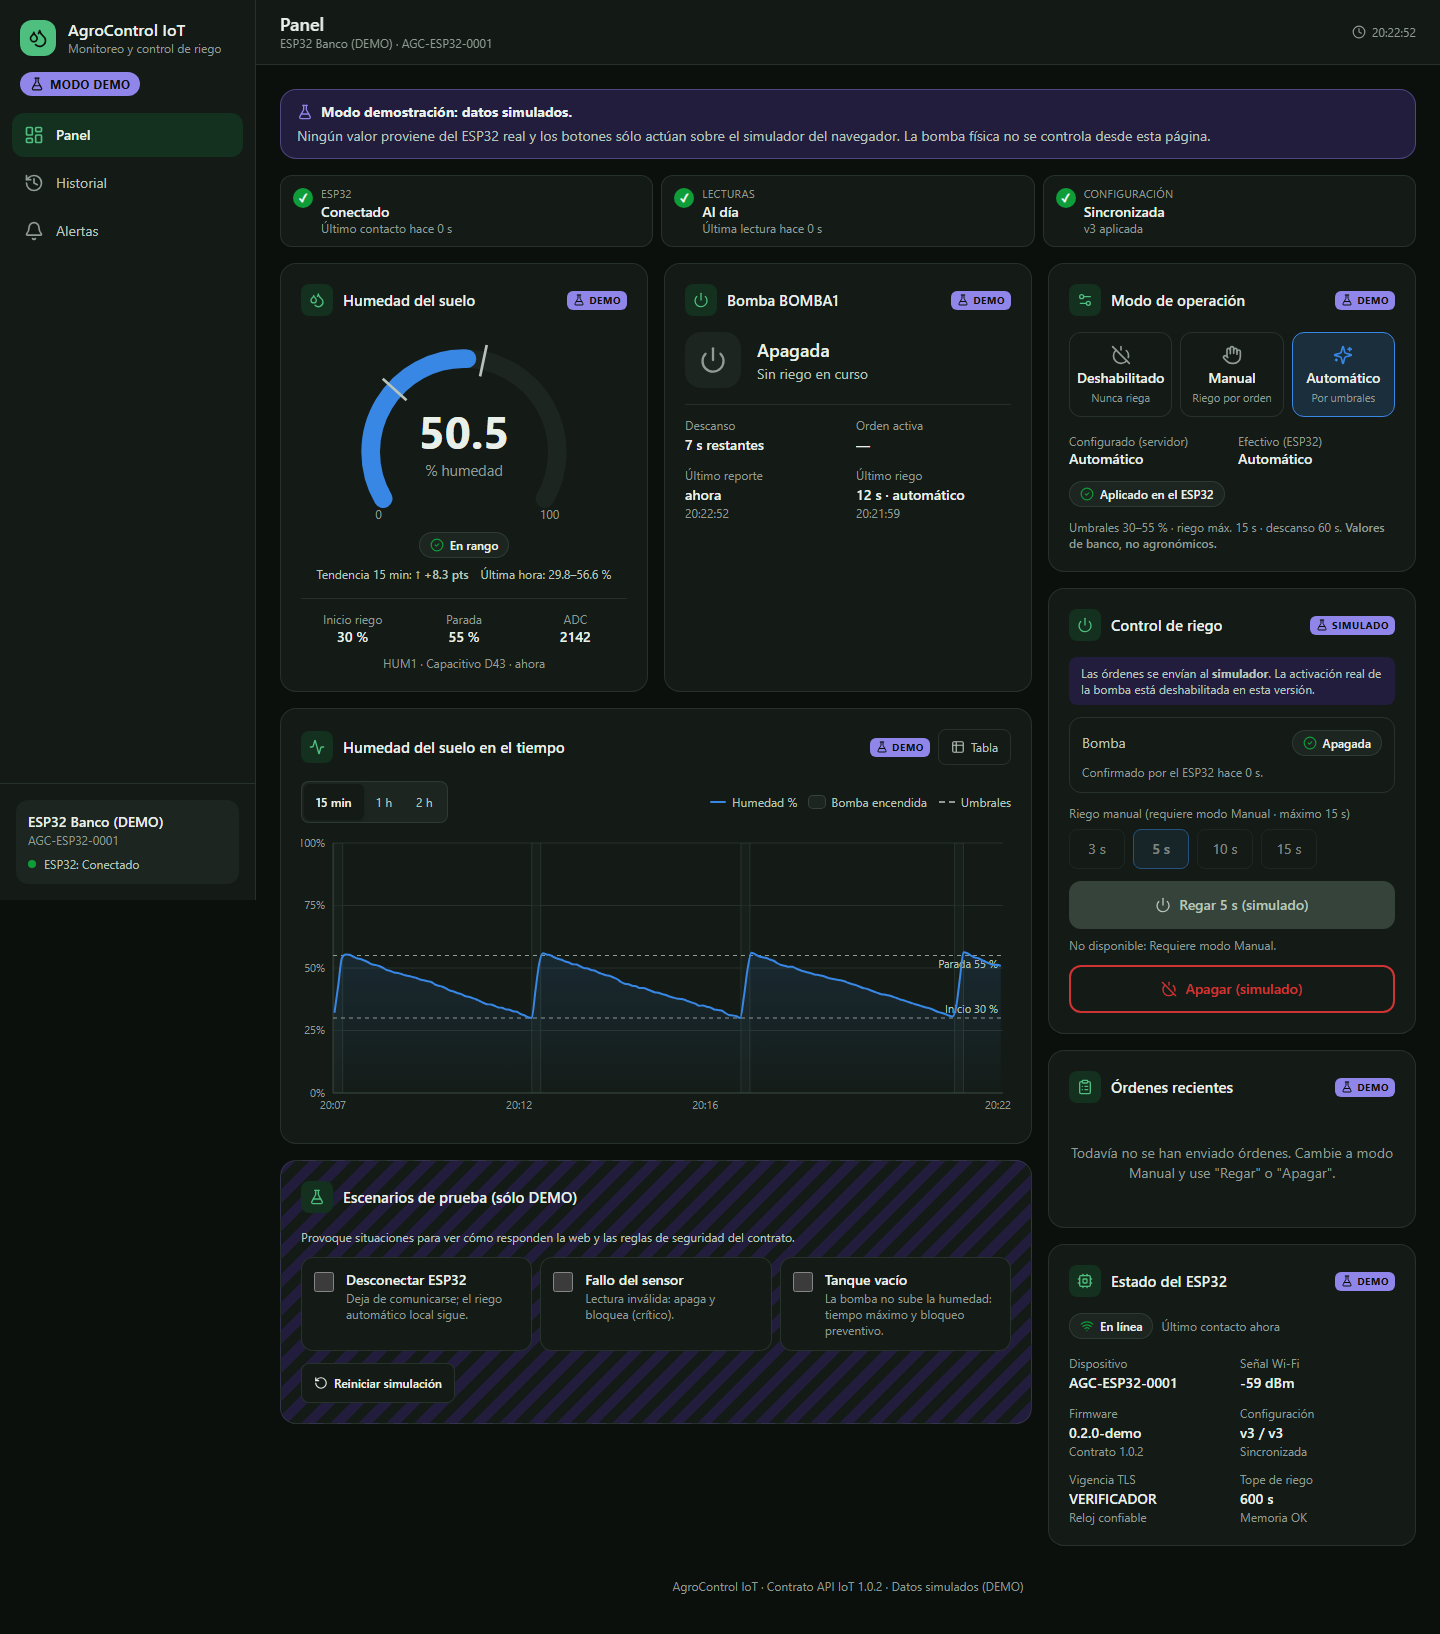 AgroControl IoT
Monitoreo y control de riego
MODO DEMO
Panel
Historial
Alertas
ESP32 Banco (DEMO)
AGC-ESP32-0001
ESP32: Conectado
Panel
ESP32 Banco (DEMO) · AGC-ESP32-0001
20:22:52
Modo demostración: datos simulados.
Ningún valor proviene del ESP32 real y los botones sólo actúan sobre el simulador del navegador. La bomba física no se controla desde esta página.
ESP32
Conectado
Último contacto hace 0 s
LECTURAS
Al día
Última lectura hace 0 s
CONFIGURACIÓN
Sincronizada
v3 aplicada
Humedad del suelo
DEMO
50.5
% humedad
0
100
En rango
Tendencia 15 min: ↑ +8.3 pts Última hora: 29.8–56.6 %
Inicio riego
30 %
Parada
55 %
ADC
2142
HUM1 · Capacitivo D43 · ahora
Bomba BOMBA1
DEMO
Apagada
Sin riego en curso
Descanso
7 s restantes
Orden activa
—
Último reporte
ahora
20:22:52
Último riego
12 s · automático
20:21:59
Modo de operación
DEMO
Deshabilitado
Nunca riega
Manual
Riego por orden
Automático
Por umbrales
Configurado (servidor)
Automático
Efectivo (ESP32)
Automático
Aplicado en el ESP32
Umbrales 30–55 % · riego máx. 15 s · descanso 60 s. Valores
de banco, no agronómicos.
Humedad del suelo en el tiempo
DEMO
Tabla
15 min
1 h
2 h
Humedad %
Bomba encendida
Umbrales
100%
75%
50%
25%
0%
Parada 55 %
Inicio 30 %
20:07
20:12
20:16
20:22
Control de riego
SIMULADO
Las órdenes se envían al simulador. La activación real de
la bomba está deshabilitada en esta versión.
Bomba
Apagada
Confirmado por el ESP32 hace 0 s.
Riego manual (requiere modo Manual · máximo 15 s)
3 s
5 s
10 s
15 s
Regar 5 s (simulado)
No disponible: Requiere modo Manual.
Apagar (simulado)
Órdenes recientes
DEMO
Todavía no se han enviado órdenes. Cambie a modo
Manual y use "Regar" o "Apagar".
Escenarios de prueba (sólo DEMO)
Provoque situaciones para ver cómo responden la web y las reglas de seguridad del contrato.
Desconectar ESP32
Deja de comunicarse; el riego
automático local sigue.
Fallo del sensor
Lectura inválida: apaga y
bloquea (crítico).
Tanque vacío
La bomba no sube la humedad:
tiempo máximo y bloqueo
preventivo.
Reiniciar simulación
Estado del ESP32
DEMO
En línea
Último contacto ahora
Dispositivo
AGC-ESP32-0001
Señal Wi-Fi
-59 dBm
Firmware
0.2.0-demo
Contrato 1.0.2
Configuración
v3 / v3
Sincronizada
Vigencia TLS
VERIFICADOR
Reloj confiable
Tope de riego
600 s
Memoria OK
AgroControl IoT · Contrato API IoT 1.0.2 · Datos simulados (DEMO)